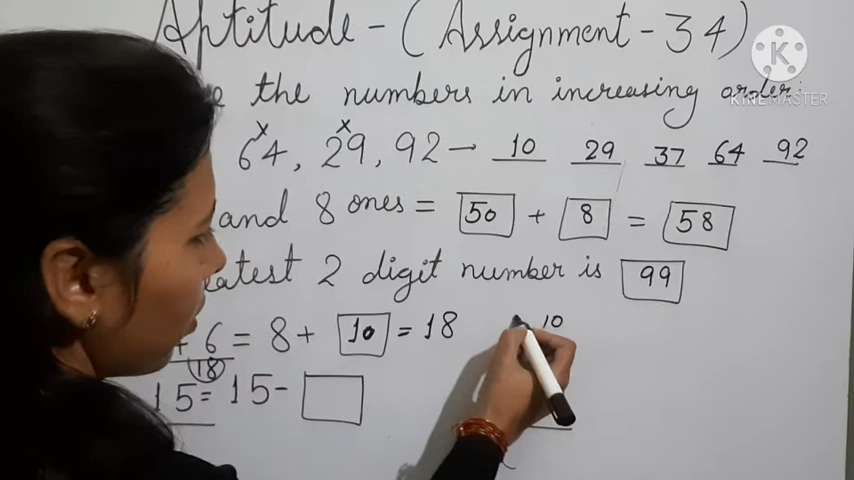 Aptitude - (Assignment - 34)
the numbers in increasing order:
64, 29, 92 — 10 29 37 64 92
and 8 ones = 50 + 8 = 58
2 digit number is 99
+ 6 = 8 + 10 = 18 10
18
15 = 15 -
K
KINEMASTER